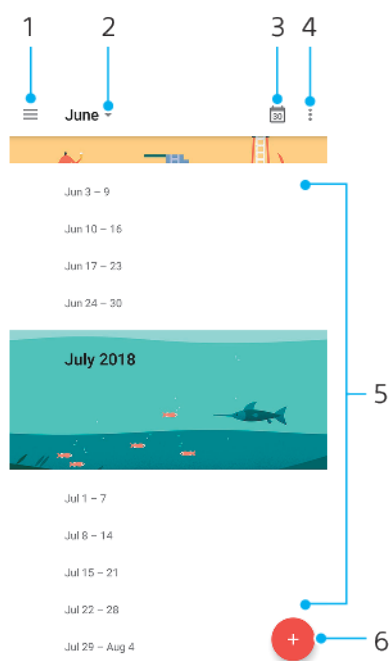 1 2 3 4
June 30
Jun 3 – 9
Jun 10 – 16
Jun 17 – 23
Jun 24 – 30
July 2018
5
Jul 1 – 7
Jul 8 – 14
Jul 15 – 21
Jul 22 – 28
Jul 29 – Aug 4 + 6